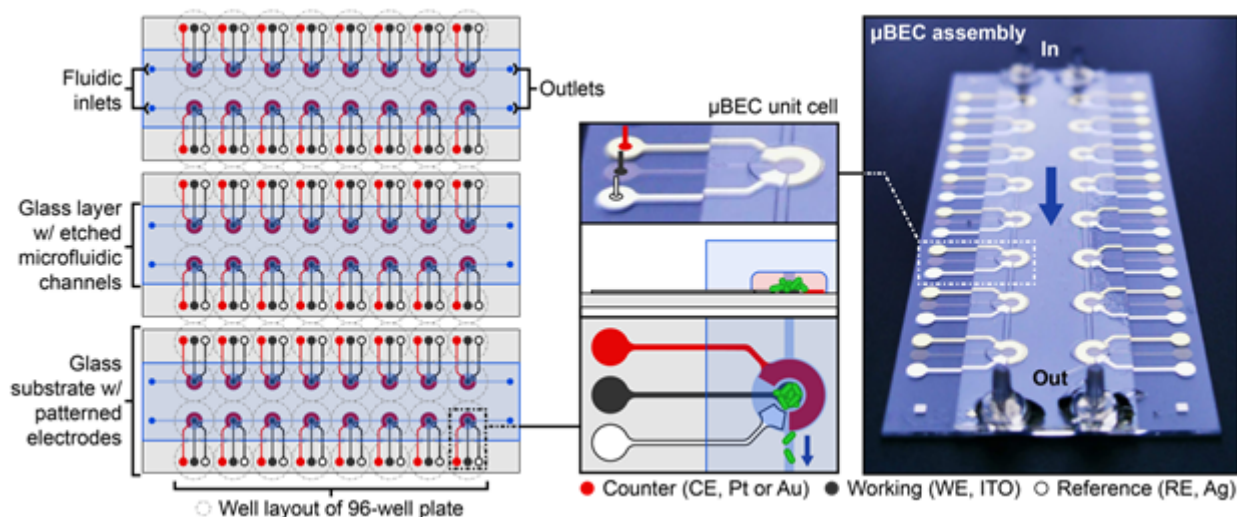 Fluidic
inlets
Outlets
Glass layer
w/ etched
microfluidic
channels
Glass
substrate w/
patterned
electrodes
Well layout of 96-well plate
µBEC unit cell
µBEC assembly
In
Out
Counter (CE, Pt or Au) Working (WE, ITO) Reference (RE, Ag)